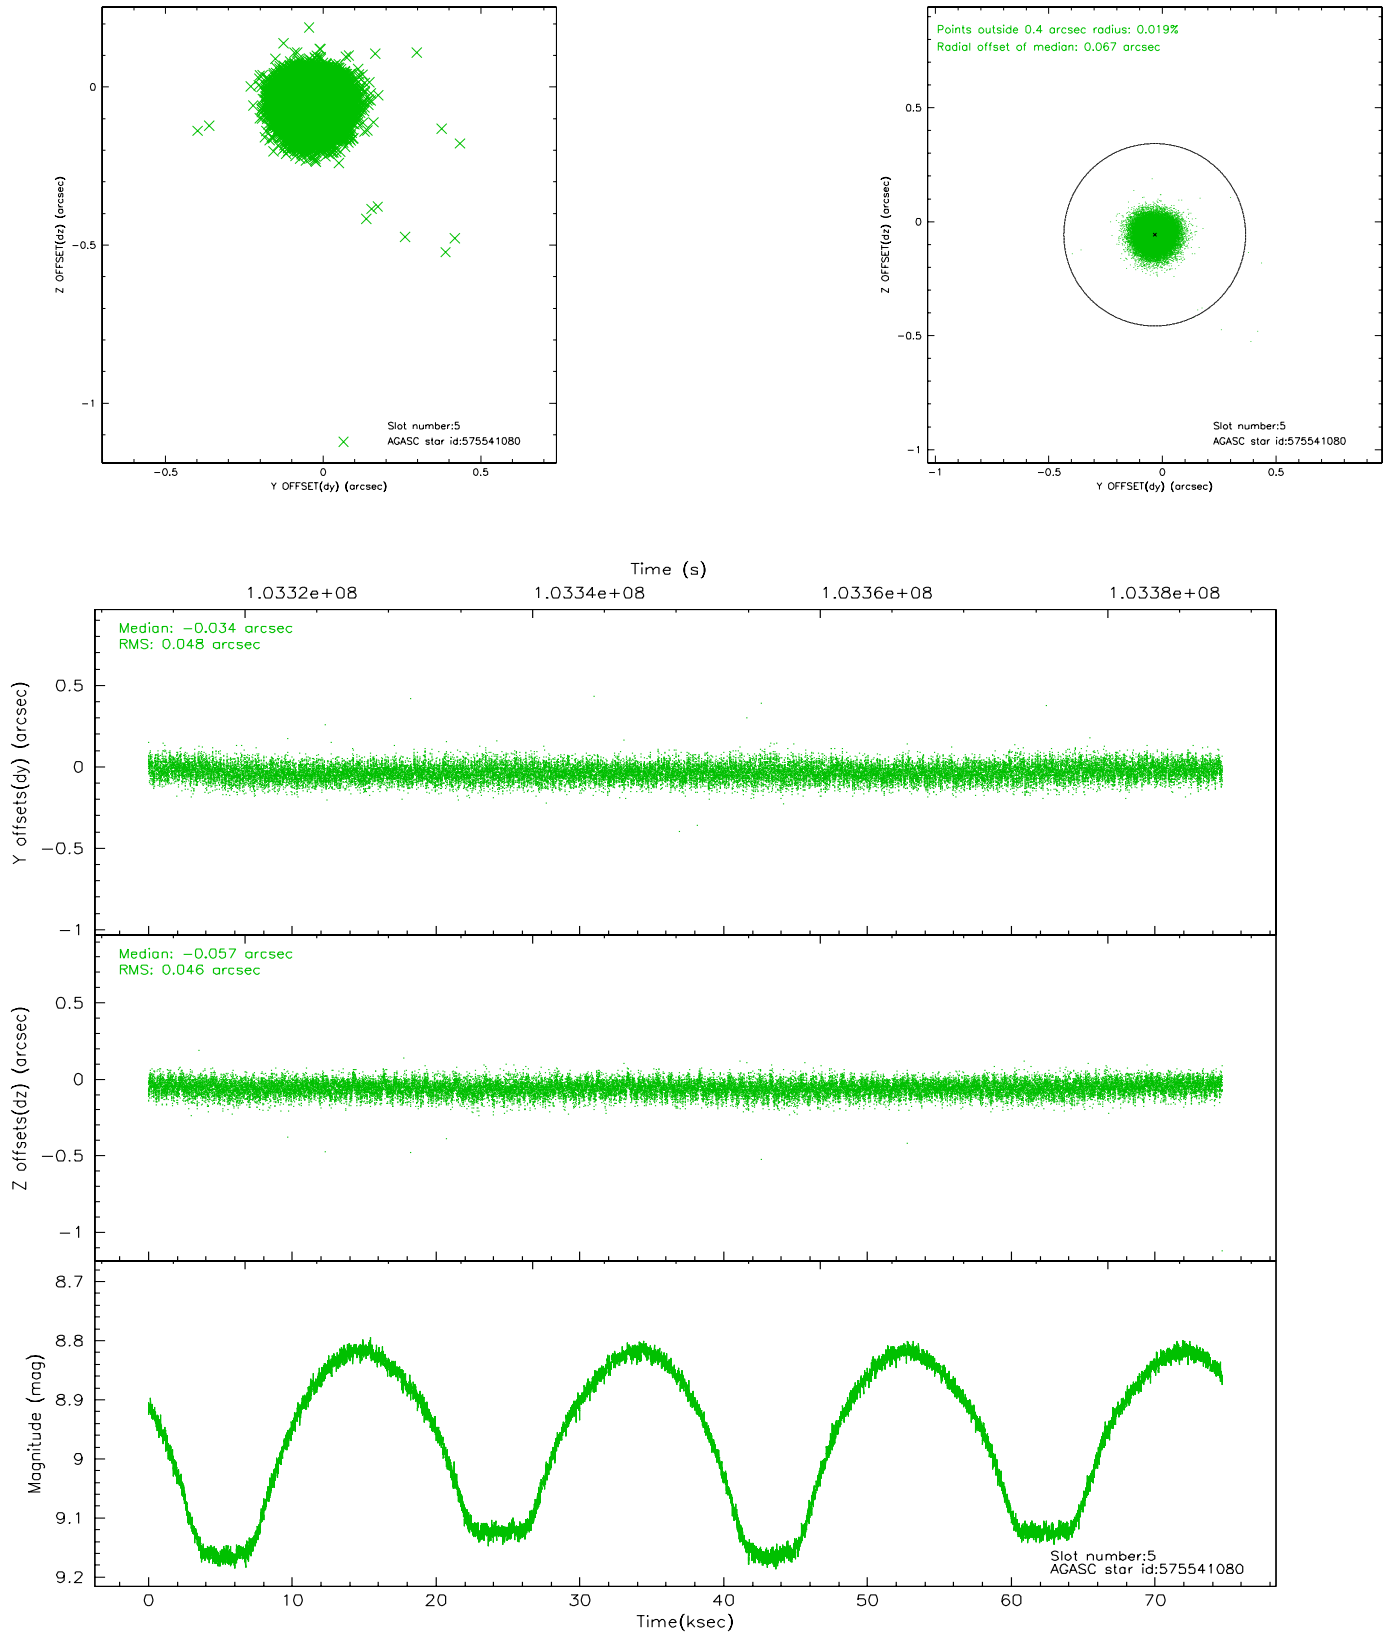 0
−0.5
−1
−0.5
0
0.5
Z OFFSET(dz) (arcsec)
Y OFFSET(dy) (arcsec)
Slot number:5
AGASC star id:575541080
Points outside 0.4 arcsec radius: 0.019%
Radial offset of median: 0.067 arcsec
0.5
0
−0.5
−1
−1
−0.5
0
0.5
Z OFFSET(dz) (arcsec)
Y OFFSET(dy) (arcsec)
Slot number:5
AGASC star id:575541080
Time (s)
1.0332e+08
1.0334e+08
1.0336e+08
1.0338e+08
Median: −0.034 arcsec
RMS: 0.048 arcsec
0.5
0
−0.5
−1
Y offsets(dy) (arcsec)
Median: −0.057 arcsec
RMS: 0.046 arcsec
0.5
0
−0.5
−1
Z offsets(dz) (arcsec)
8.7
8.8
8.9
9
9.1
9.2
Magnitude (mag)
Slot number:5
AGASC star id:575541080
0
10
20
30
40
50
60
70
Time(ksec)